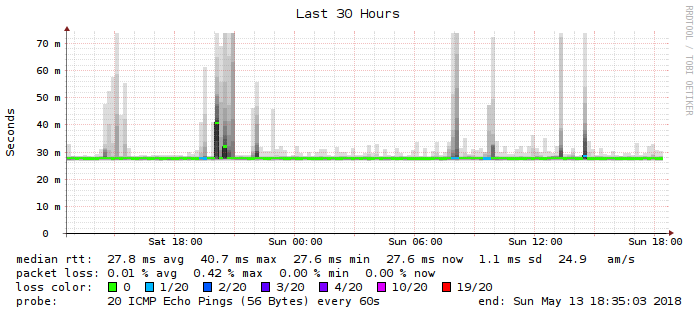 Last 30 Hours
RRDTOOL / TOBI OETIKER
Seconds
70 m
60 m
50 m
40 m
30 m
20 m
10 m
0
Sat 18:00 Sun 00:00 Sun 06:00 Sun 12:00 Sun 18:00
median rtt: 27.8 ms avg 40.7 ms max 27.6 ms min 27.6 ms now 1.1 ms sd 24.9 am/s
packet loss: 0.01 % avg 0.42 % max 0.00 % min 0.00 % now
loss color: 0 1/20 2/20 3/20 4/20 10/20 19/20
probe: 20 ICMP Echo Pings (56 Bytes) every 60s end: Sun May 13 18:35:03 2018